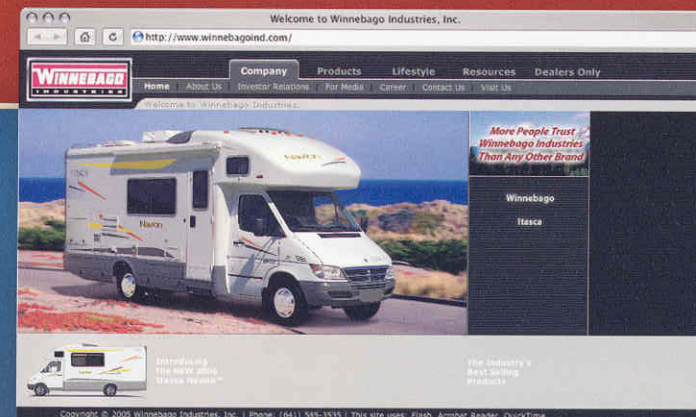 Welcome to Winnebago Industries, Inc.
http://www.winnebagoind.com/
WINNEBAGO
INDUSTRIES
Company Products Lifestyle Resources Dealers Only
Home About Us Investor Relations For Media Career Contact Us Visit Us
Welcome to Winnebago Industries.
More People Trust
Winnebago Industries
Than Any Other Brand
Winnebago
Itasca
Navion
Navion
Introducing
the NEW 2006
Itasca Navion™
The Industry's
Best Selling
Products
Copyright © 2005 Winnebago Industries, Inc. | Phone: (641) 585-3535 | This site uses: Flash, Acrobat Reader, QuickTime